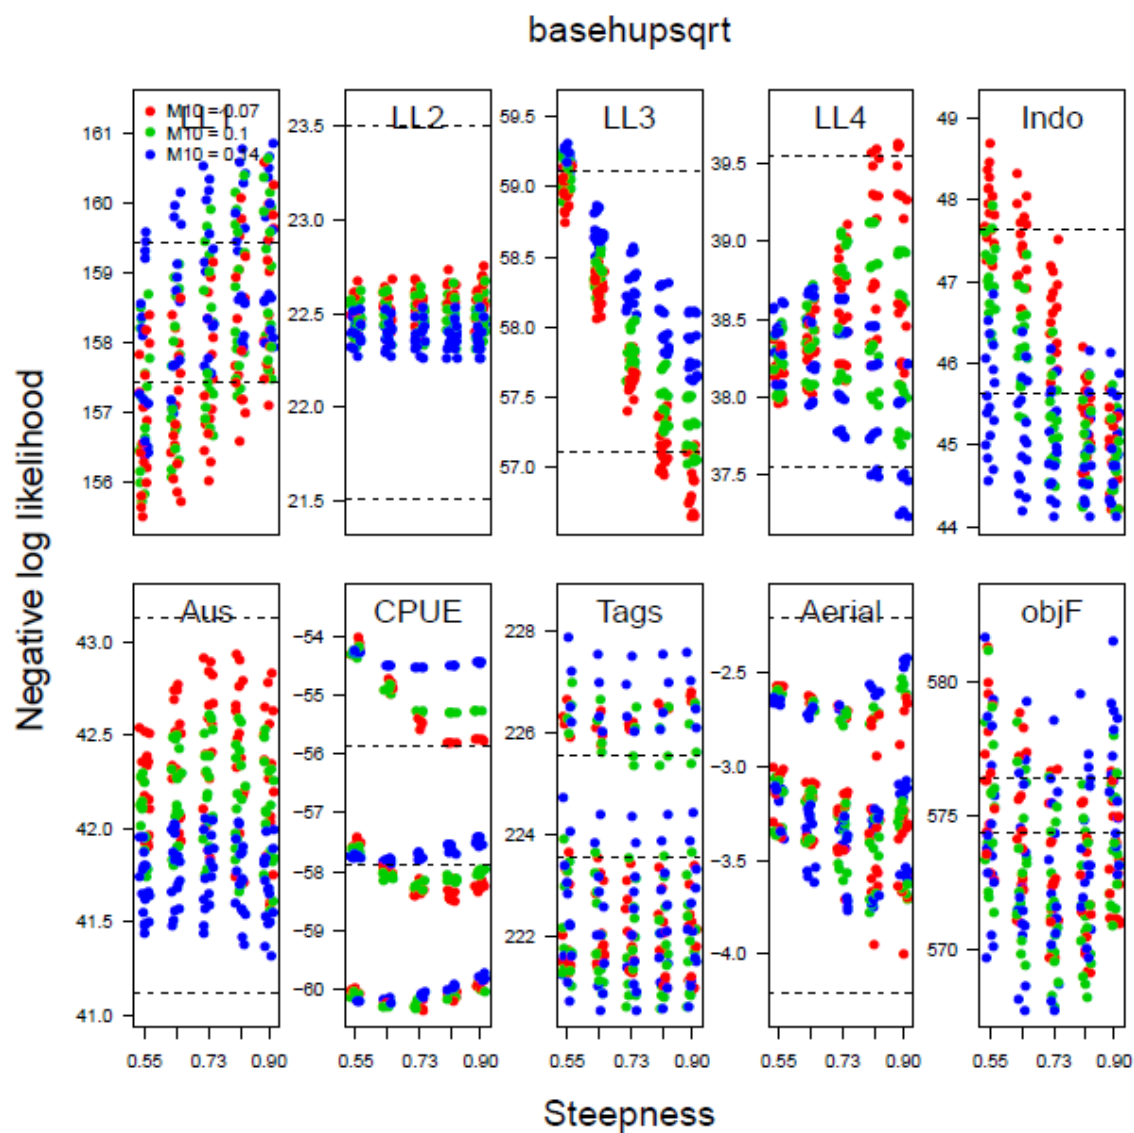 basehupsqrt
Negative log likelihood
LL1
M10 = 0.07
M10 = 0.1
M10 = 0.14
161
160
159
158
157
156
LL2
23.5
23.0
22.5
22.0
21.5
LL3
59.5
59.0
58.5
58.0
57.5
57.0
LL4
39.5
39.0
38.5
38.0
37.5
Indo
49
48
47
46
45
44
Aus
43.0
42.5
42.0
41.5
41.0
0.55 0.73 0.90
CPUE
−54
−55
−56
−57
−58
−59
−60
0.55 0.73 0.90
Tags
228
226
224
222
0.55 0.73 0.90
Aerial
−2.5
−3.0
−3.5
−4.0
0.55 0.73 0.90
objF
580
575
570
0.55 0.73 0.90
Steepness